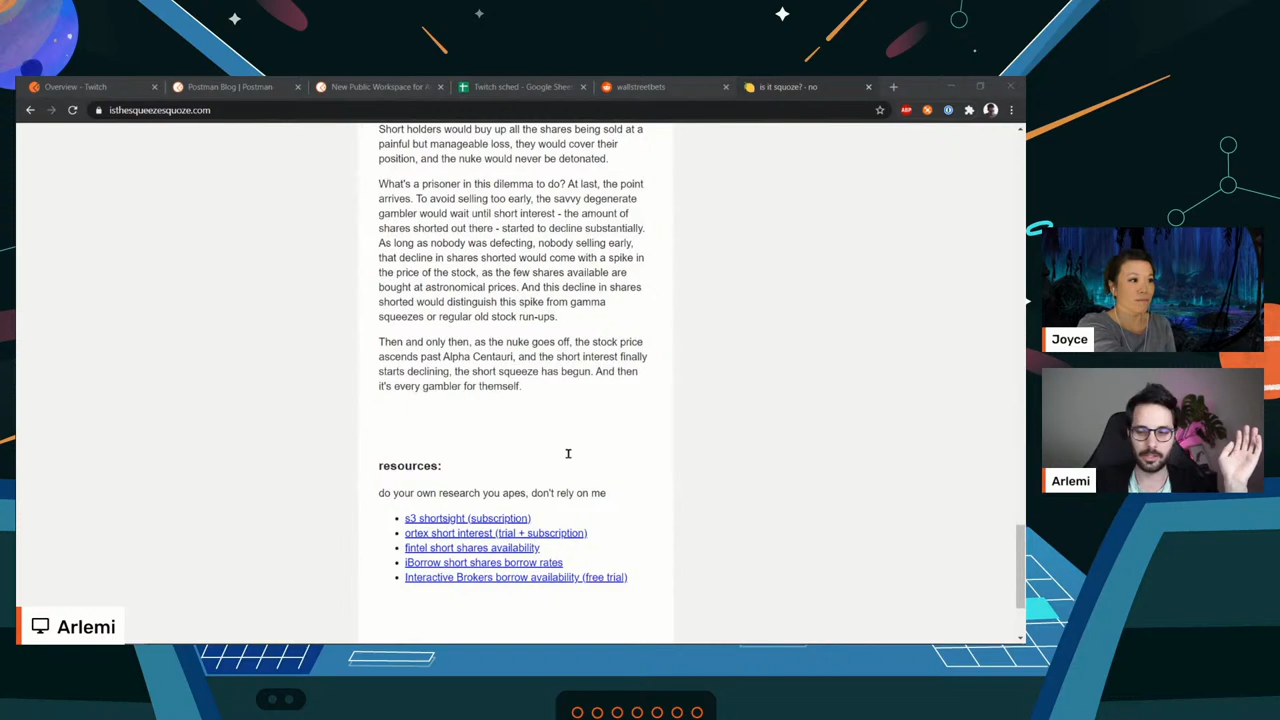 Overview - Twitch
Postman Blog | Postman
New Public Workspace for A
Twitch sched - Google Shee
wallstreetbets
is it squoze? - no
isthesqueezesquoze.com
ABP
Short holders would buy up all the shares being sold at a
painful but manageable loss, they would cover their
position, and the nuke would never be detonated.
What's a prisoner in this dilemma to do? At last, the point
arrives. To avoid selling too early, the savvy degenerate
gambler would wait until short interest - the amount of
shares shorted out there - started to decline substantially.
As long as nobody was defecting, nobody selling early,
that decline in shares shorted would come with a spike in
the price of the stock, as the few shares available are
bought at astronomical prices. And this decline in shares
shorted would distinguish this spike from gamma
squeezes or regular old stock run-ups.
Then and only then, as the nuke goes off, the stock price
ascends past Alpha Centauri, and the short interest finally
starts declining, the short squeeze has begun. And then
it's every gambler for themself.
resources:
do your own research you apes, don't rely on me
s3 shortsight (subscription)
ortex short interest (trial + subscription)
fintel short shares availability
iBorrow short shares borrow rates
Interactive Brokers borrow availability (free trial)
Joyce
Arlemi
Arlemi